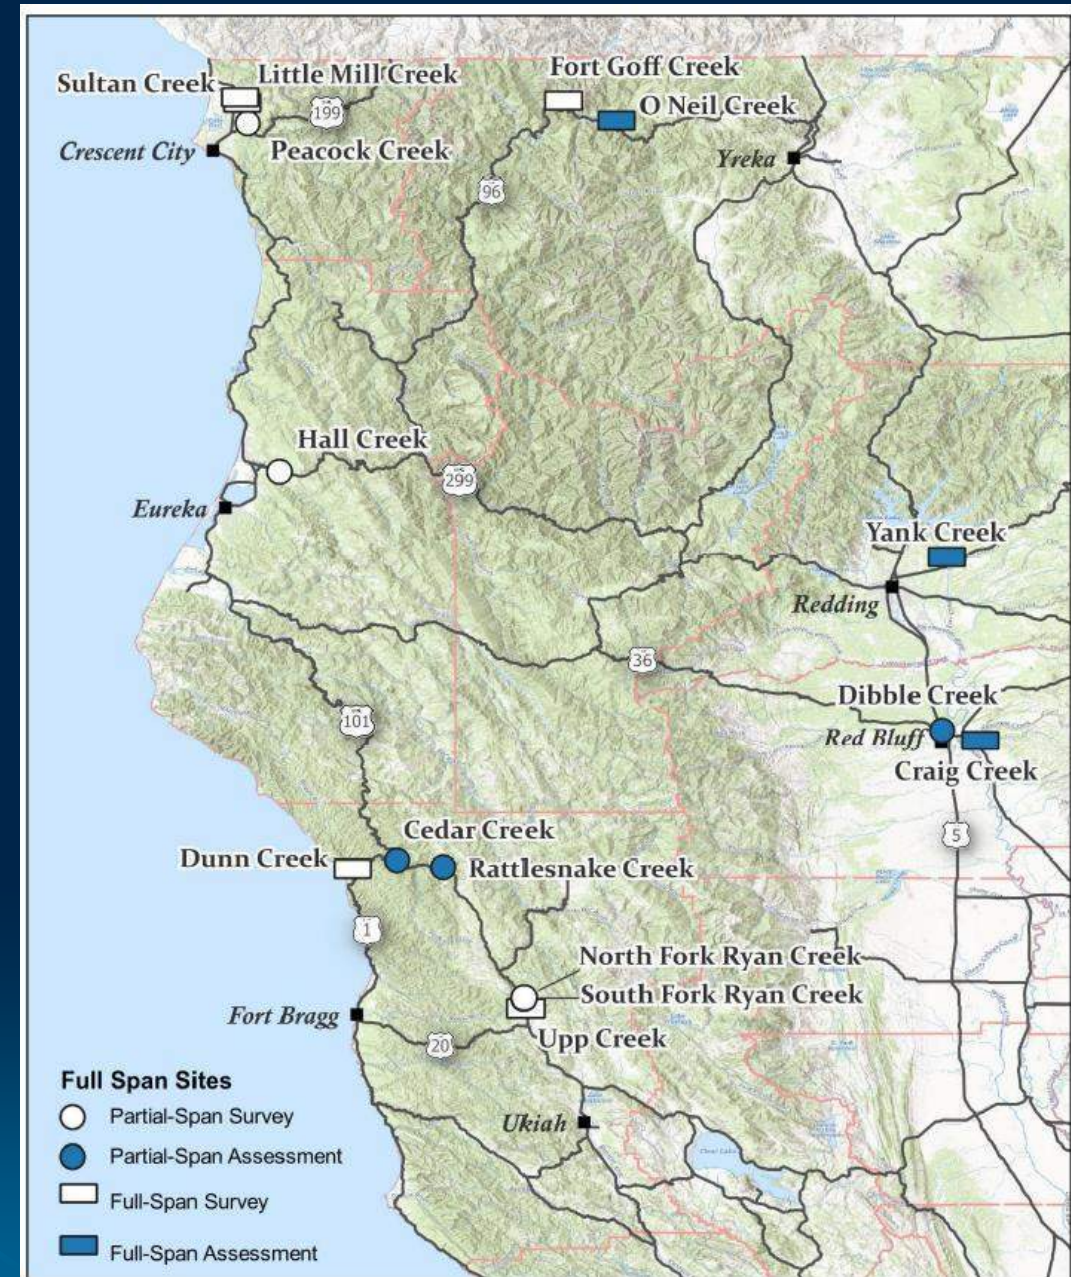 Sultan Creek
Little Mill Creek
199
Crescent City
Peacock Creek
Fort Goff Creek
O Neil Creek
Yreka
96
Hall Creek
299
Eureka
Yank Creek
Redding
36
Dibble Creek
Red Bluff
Craig Creek
101
5
Cedar Creek
Dunn Creek
Rattlesnake Creek
1
North Fork Ryan Creek
South Fork Ryan Creek
Fort Bragg
Upp Creek
20
Ukiah
Clear Lake
Full Span Sites
Partial-Span Survey
Partial-Span Assessment
Full-Span Survey
Full-Span Assessment